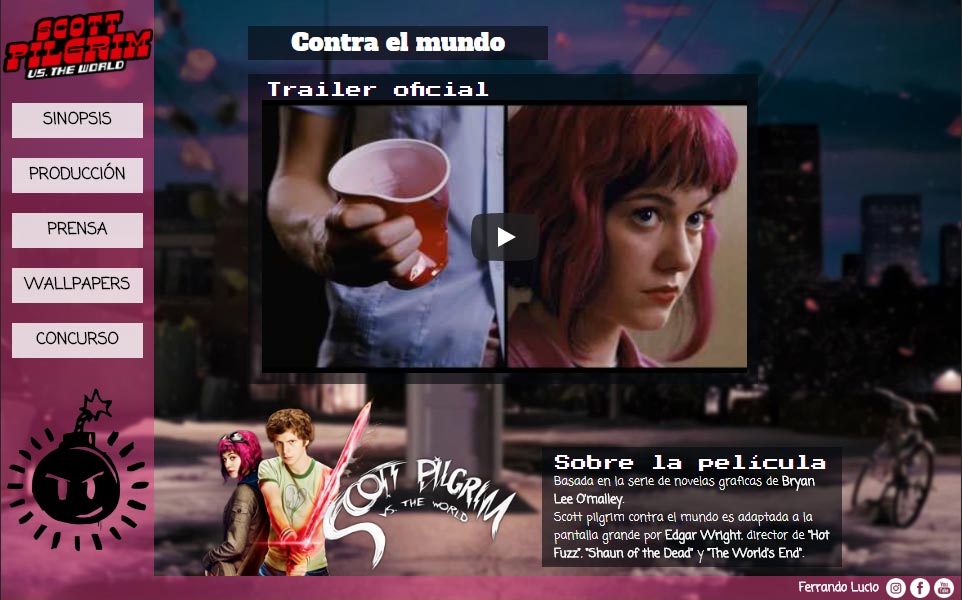 SCOTT
PILGRIM
VS. THE WORLD
SINOPSIS
PRODUCCIÓN
PRENSA
WALLPAPERS
CONCURSO
Contra el mundo
Trailer oficial
SCOTT PILGRIM
VS. THE WORLD
Sobre la película
Basada en la serie de novelas graficas de Bryan
Lee O'malley.
Scott pilgrim contra el mundo es adaptada a la
pantalla grande por Edgar Wright, director de "Hot
Fuzz", "Shaun of the Dead" y "The World's End".
Ferrando Lucio
You
Tube